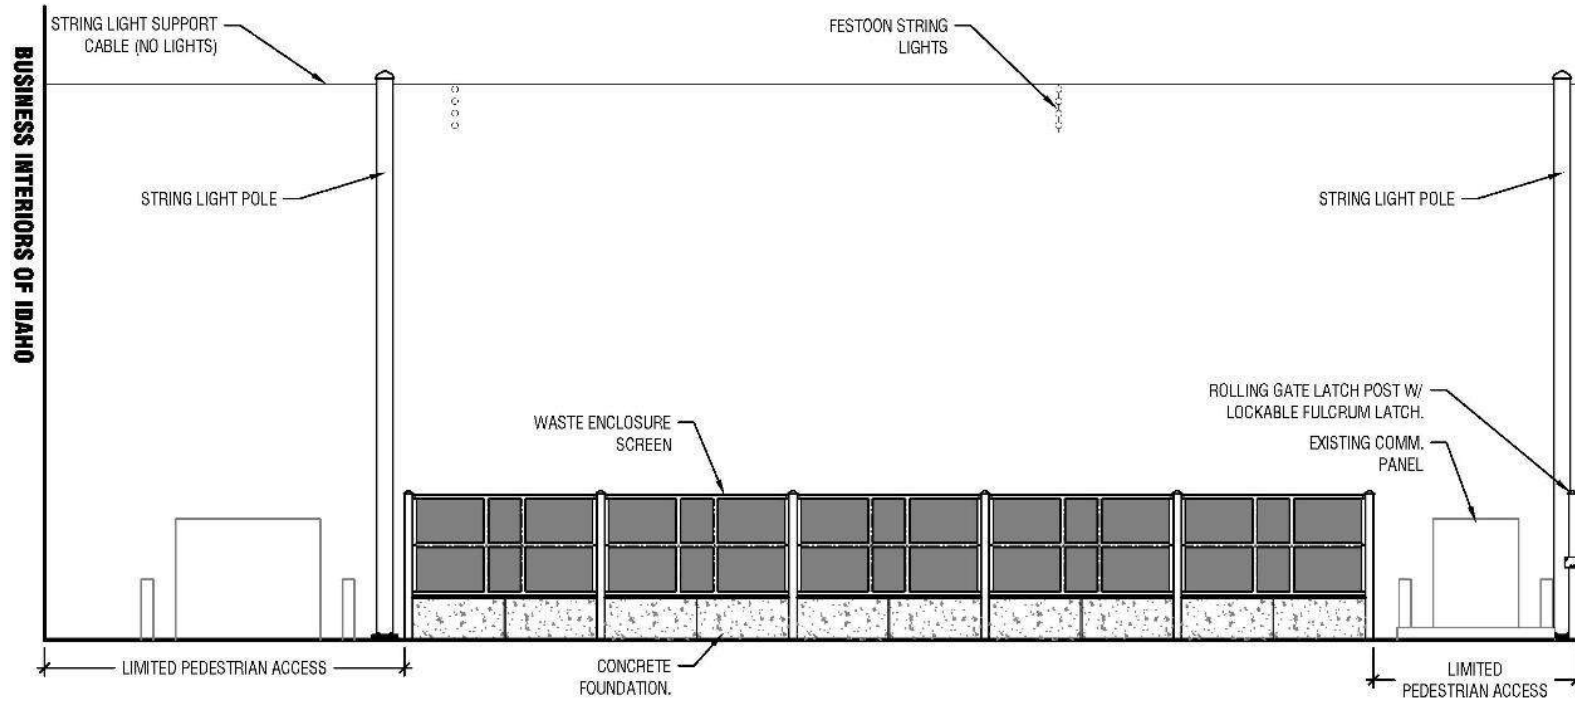 STRING LIGHT SUPPORT
CABLE (NO LIGHTS)
FESTOON STRING
LIGHTS
BUSINESS INTERIORS OF IDAHO
STRING LIGHT POLE
STRING LIGHT POLE
ROLLING GATE LATCH POST W/
LOCKABLE FULCRUM LATCH.
WASTE ENCLOSURE
SCREEN
EXISTING COMM.
PANEL
LIMITED PEDESTRIAN ACCESS
CONCRETE
FOUNDATION.
LIMITED
PEDESTRIAN ACCESS